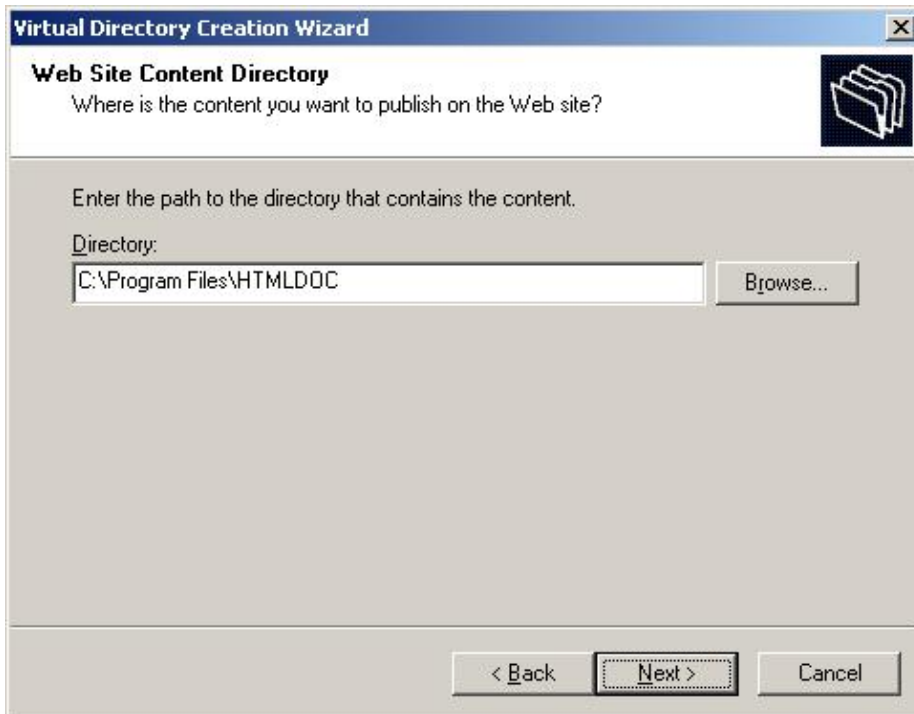 Virtual Directory Creation Wizard
Web Site Content Directory
Where is the content you want to publish on the Web site?
Enter the path to the directory that contains the content.
Directory:
C:\Program Files\HTMLDOC
Browse...
< Back
Next >
Cancel